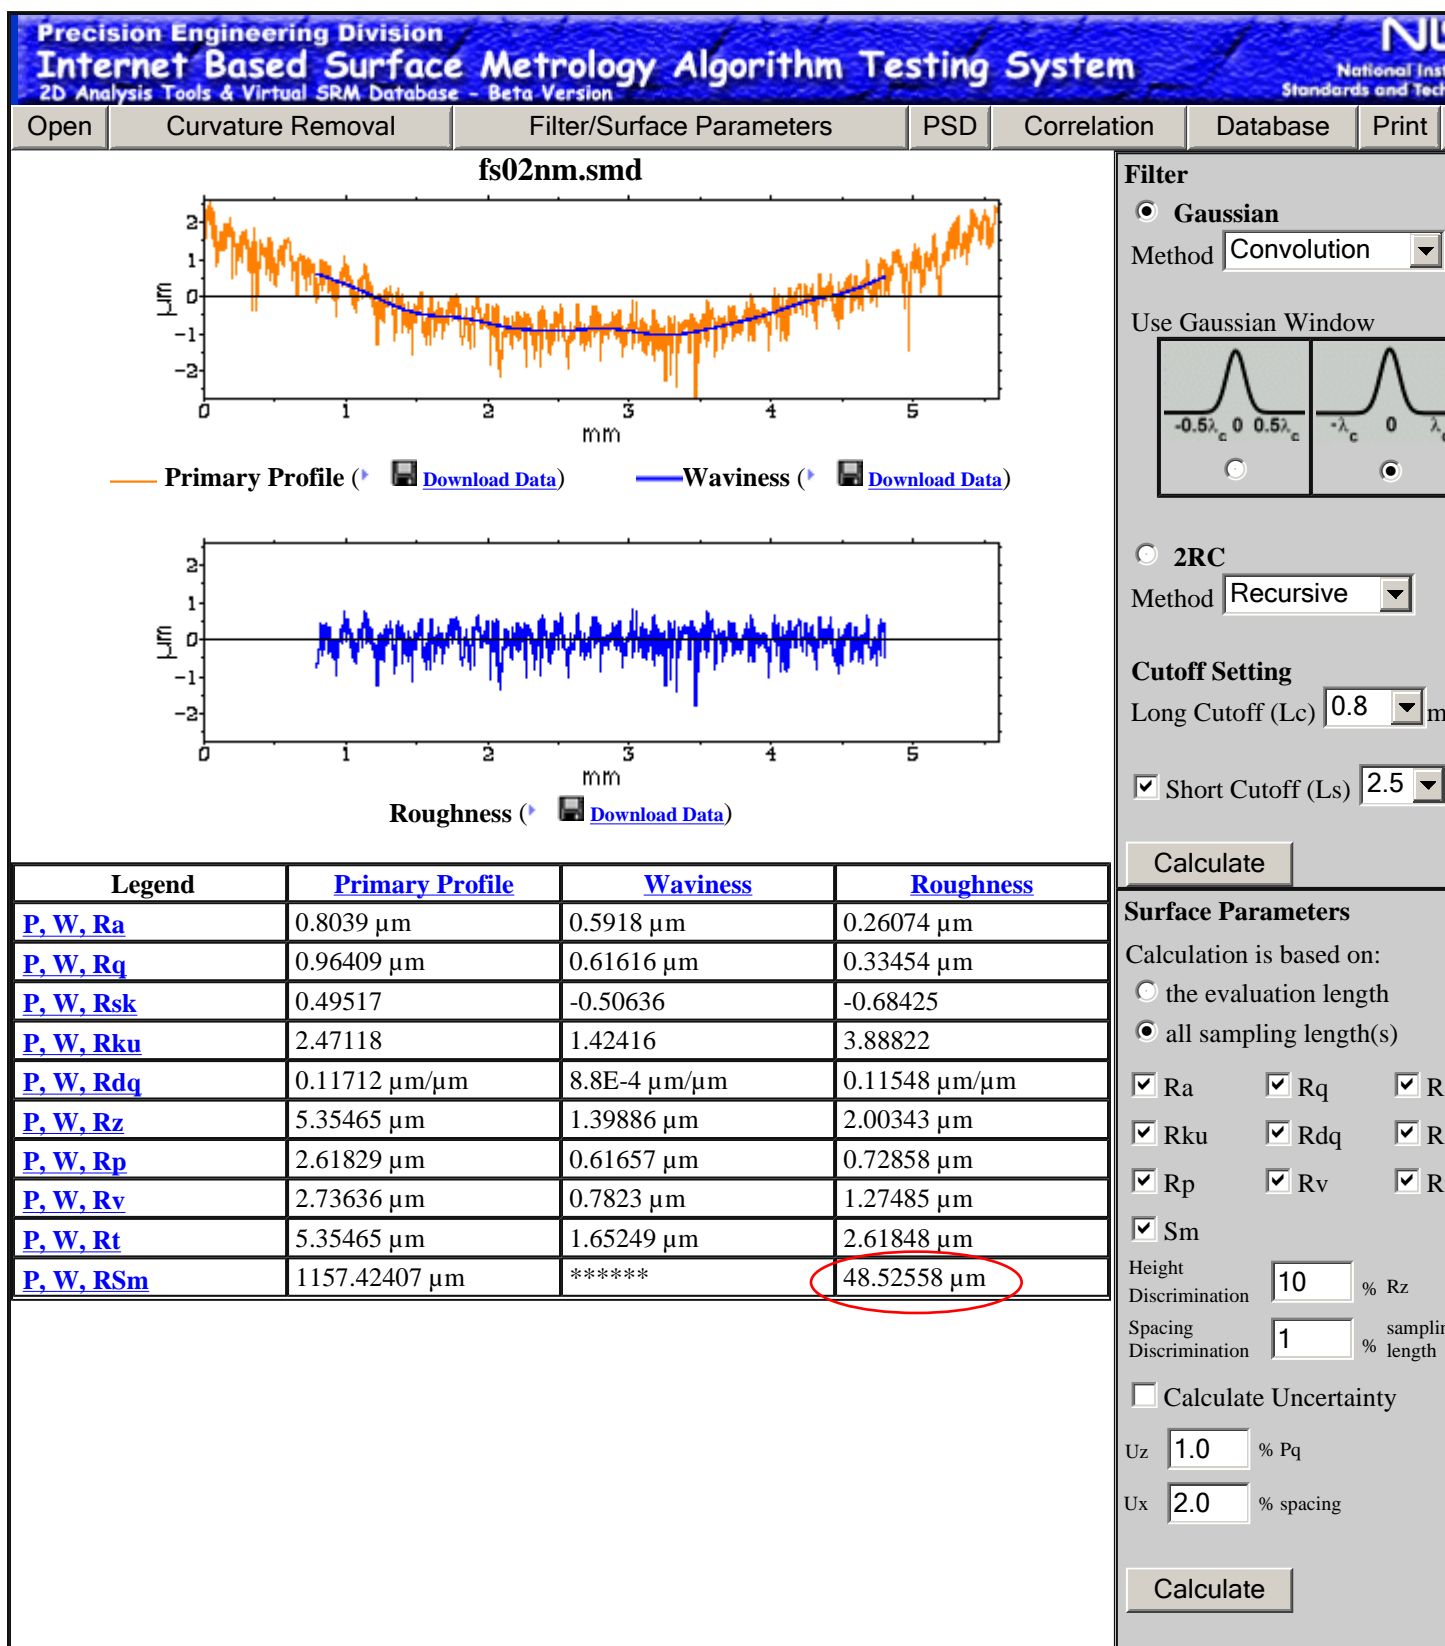 Precision Engineering Division
Internet Based Surface Metrology Algorithm Testing System
2D Analysis Tools & Virtual SRM Database - Beta Version
Open Curvature Removal Filter/Surface Parameters PSD Correlation Database Print
fs02nm.smd
2
1
0
-1
-2
µm
0 1 2 3 4 5
mm
Primary Profile ( Download Data) Waviness ( Download Data)
2
1
0
-1
-2
µm
0 1 2 3 4 5
mm
Roughness ( Download Data)
Legend Primary Profile Waviness Roughness
P, W, Ra 0.8039 µm 0.5918 µm 0.26074 µm
P, W, Rq 0.96409 µm 0.61616 µm 0.33454 µm
P, W, Rsk 0.49517 -0.50636 -0.68425
P, W, Rku 2.47118 1.42416 3.88822
P, W, Rdq 0.11712 µm/µm 8.8E-4 µm/µm 0.11548 µm/µm
P, W, Rz 5.35465 µm 1.39886 µm 2.00343 µm
P, W, Rp 2.61829 µm 0.61657 µm 0.72858 µm
P, W, Rv 2.73636 µm 0.7823 µm 1.27485 µm
P, W, Rt 5.35465 µm 1.65249 µm 2.61848 µm
P, W, RSm 1157.42407 µm ****** 48.52558 µm
Filter
Gaussian
Method Convolution
Use Gaussian Window
-0.5λc 0 0.5λc -λc 0
2RC
Method Recursive
Cutoff Setting
Long Cutoff (Lc) 0.8 m
Short Cutoff (Ls) 2.5
Calculate
Surface Parameters
Calculation is based on:
the evaluation length
all sampling length(s)
Ra Rq R
Rku Rdq R
Rp Rv R
Sm
Height
Discrimination 10 % Rz
Spacing
Discrimination 1 % length
Calculate Uncertainty
Uz 1.0 % Pq
Ux 2.0 % spacing
Calculate